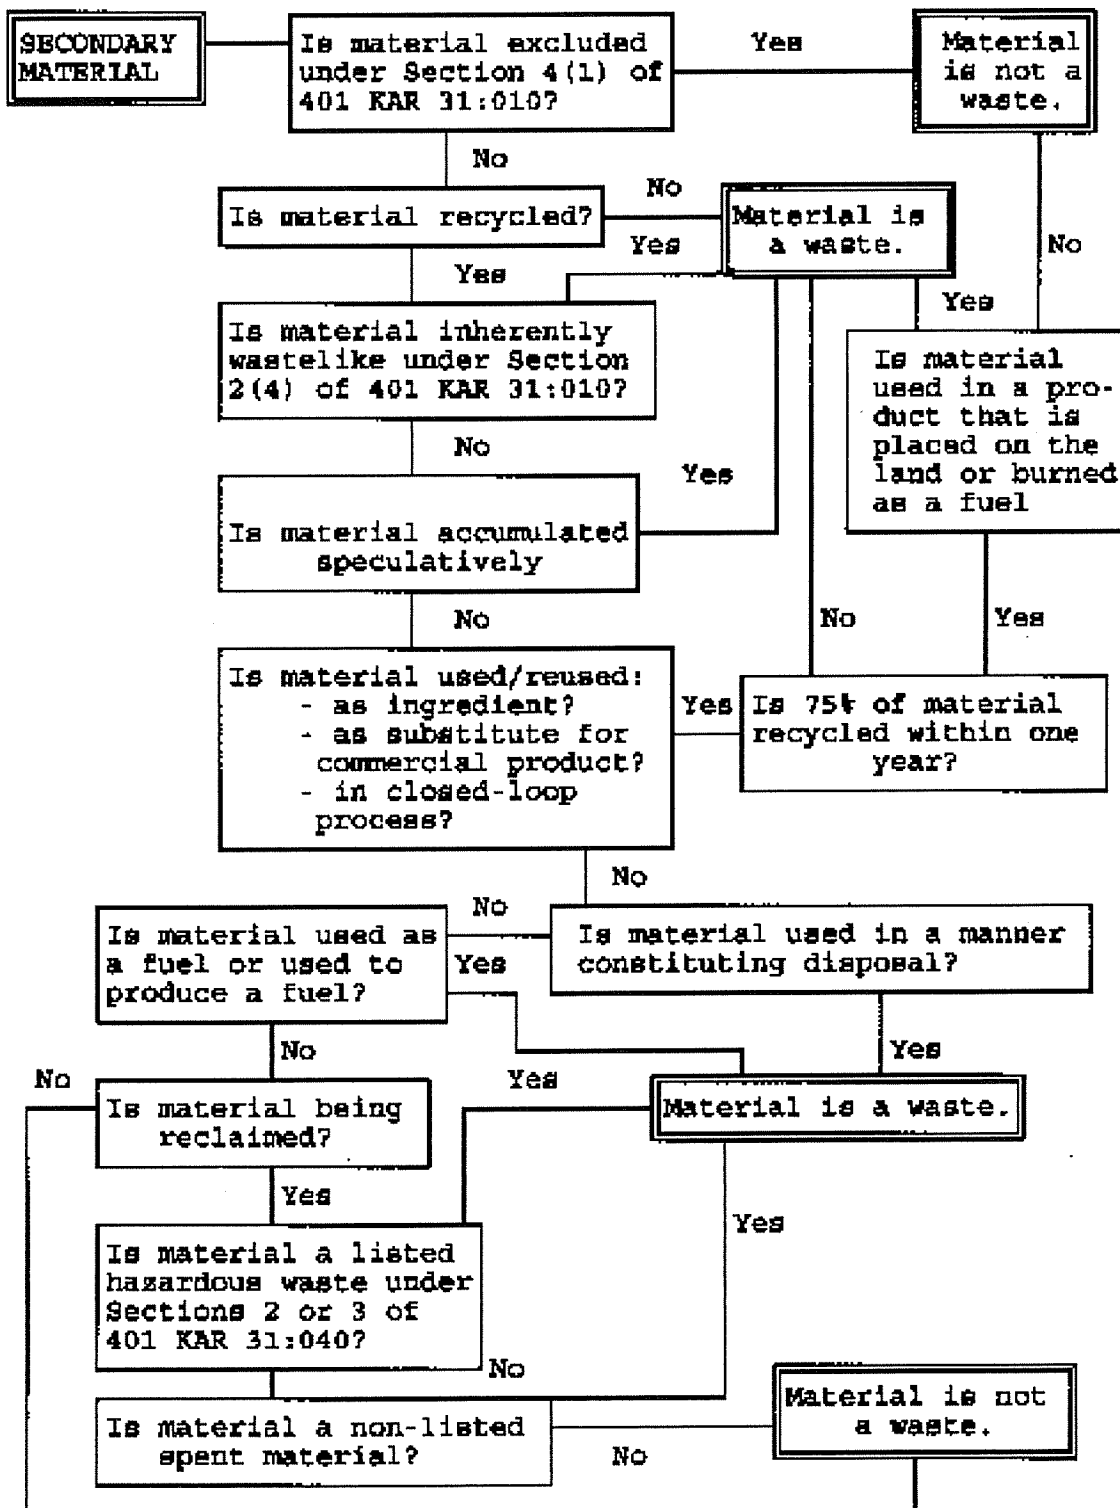 SECONDARY
MATERIAL
Is material excluded
under Section 4(1) of
401 KAR 31:010?
Yes
Material
is not a
waste.
No
Is material recycled?
No
Yes
Material is
a waste.
No
Yes
Yes
Is material inherently
wastelike under Section
2(4) of 401 KAR 31:010?
Is material
used in a pro-
duct that is
placed on the
land or burned
as a fuel
No
Yes
Is material accumulated
speculatively
No
No
Yes
Is material used/reused:
- as ingredient?
- as substitute for
commercial product?
- in closed-loop
process?
Yes
Is 75% of material
recycled within one
year?
No
No
Is material used as
a fuel or used to
produce a fuel?
Yes
Is material used in a manner
constituting disposal?
No
Yes
No
Yes
Is material being
reclaimed?
Material is a waste.
Yes
Yes
Is material a listed
hazardous waste under
Sections 2 or 3 of
401 KAR 31:040?
No
Is material a non-listed
spent material?
No
Material is not
a waste.